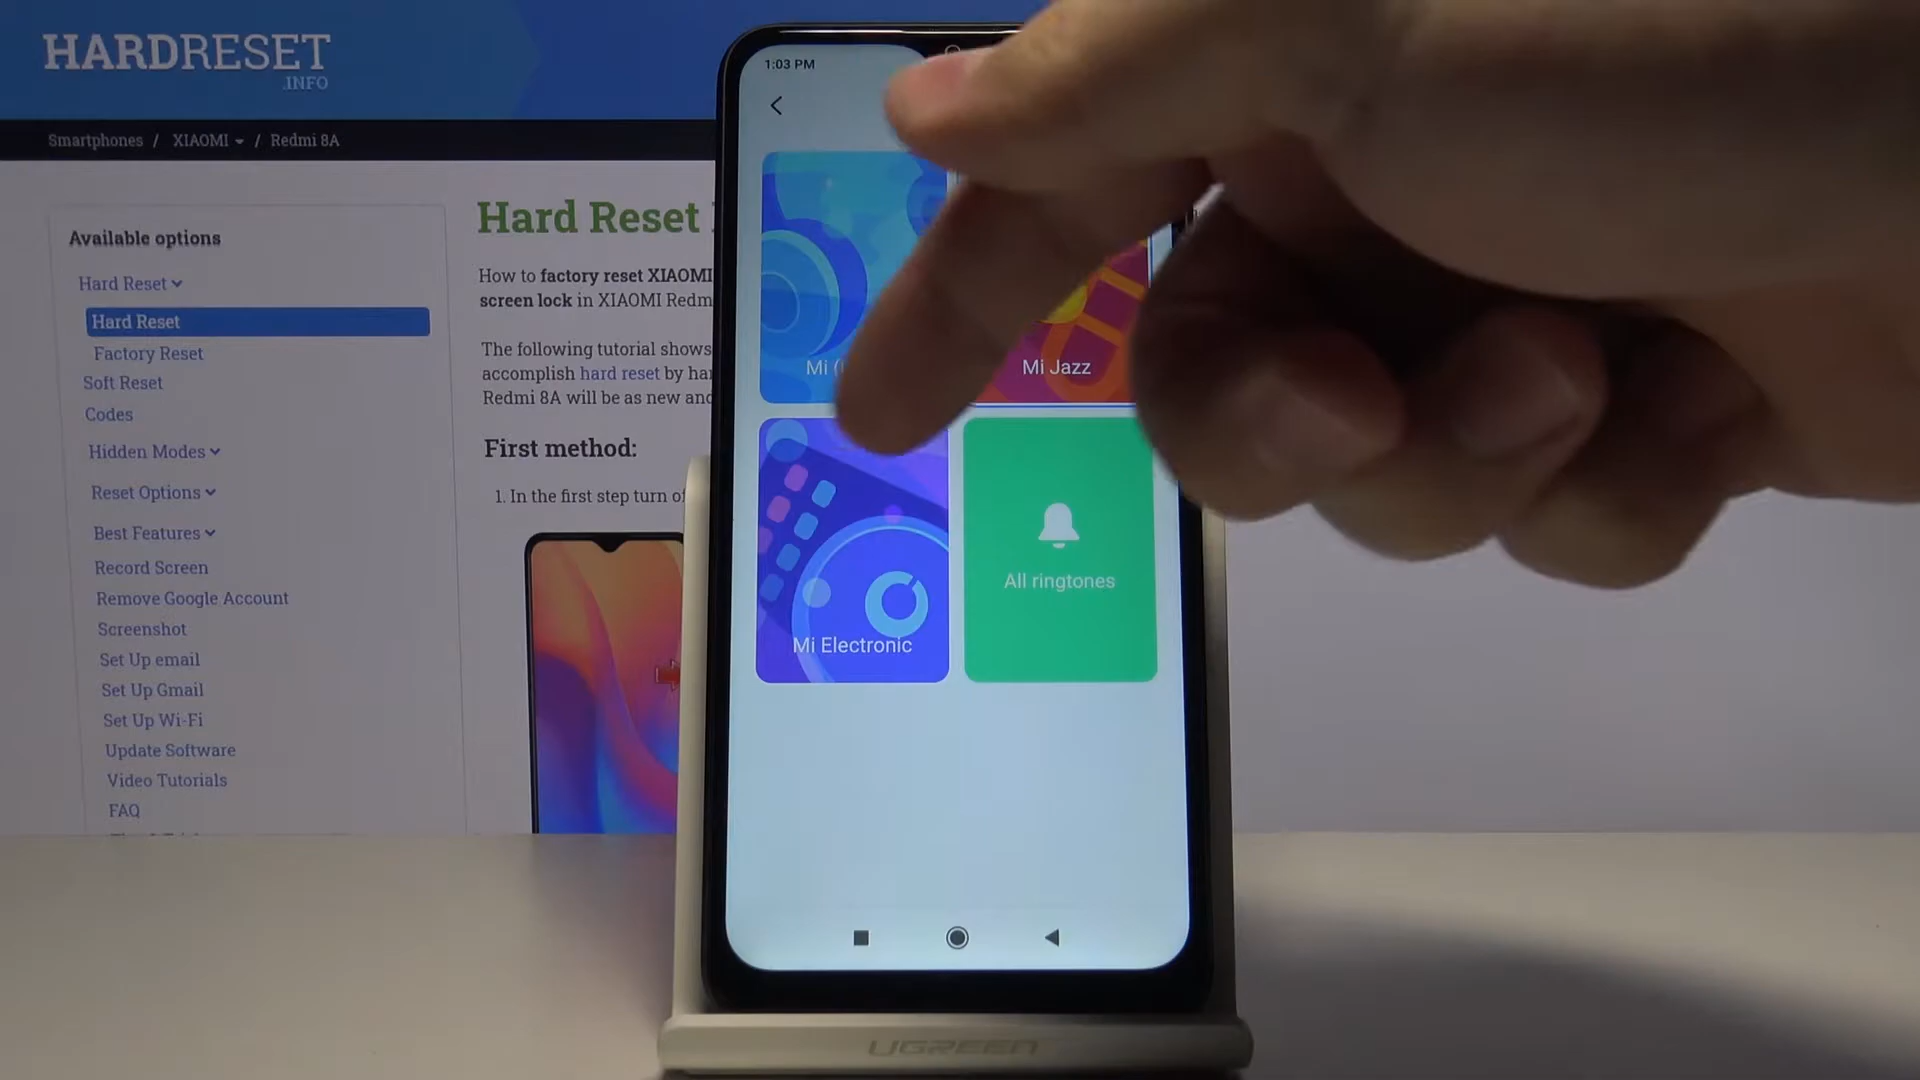 HARDRESET
.INFO
Smartphones / XIAOMI / Redmi 8A
Available options
Hard Reset
Hard Reset
Factory Reset
Soft Reset
Codes
Hidden Modes
Reset Options
Best Features
Record Screen
Remove Google Account
Screenshot
Set Up email
Set Up Gmail
Set Up Wi-Fi
Update Software
Video Tutorials
FAQ
Hard Reset
How to factory reset XIAOMI
screen lock in XIAOMI Redm
The following tutorial shows
accomplish hard reset by har
Redmi 8A will be as new and
First method:
1. In the first step turn of
1:03 PM
Mi (
Mi Jazz
Mi Electronic
All ringtones
UGREEN